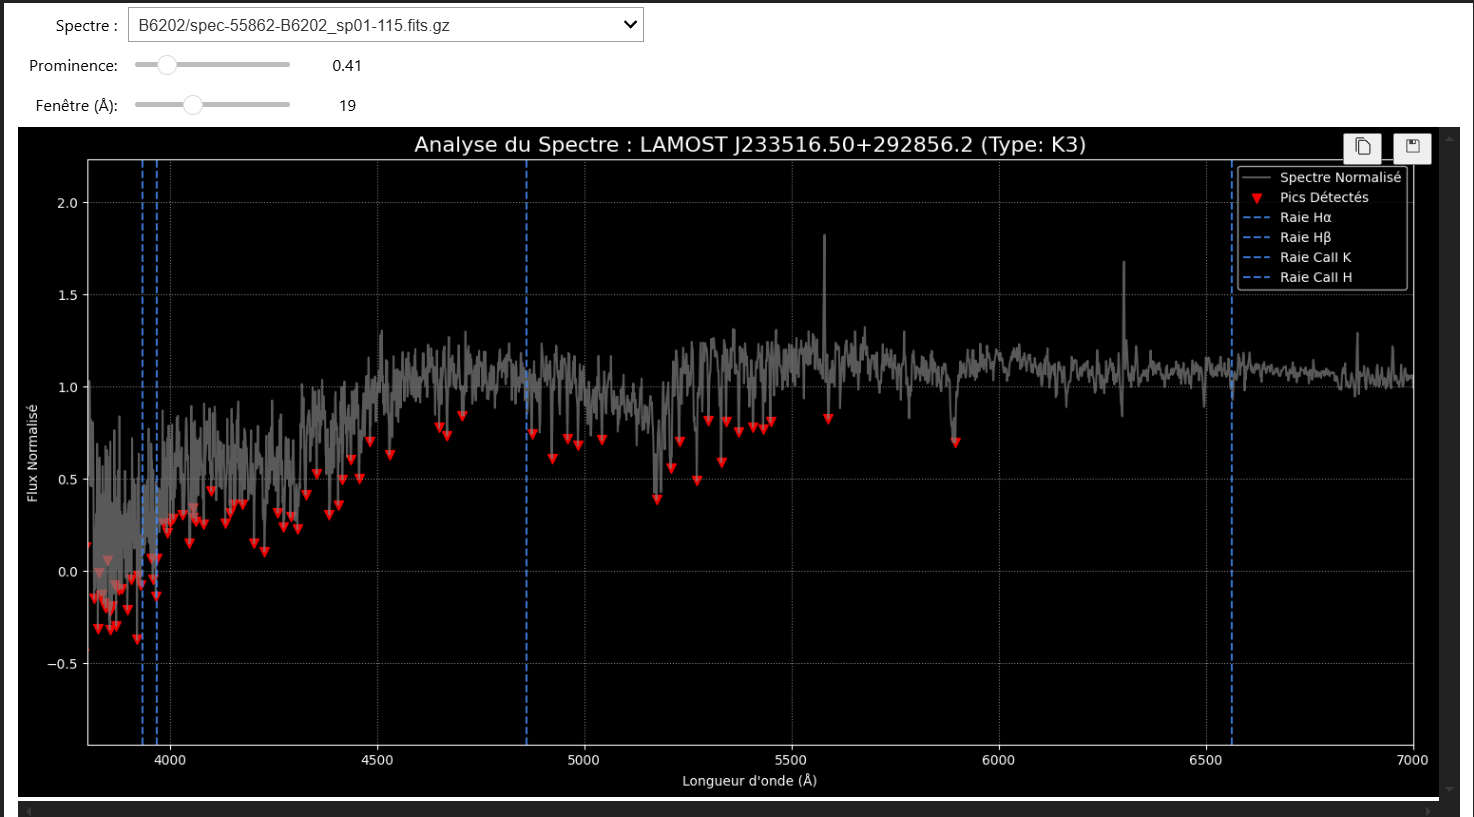 Spectre : B6202/spec-55862-B6202_sp01-115.fits.gz
Prominence: 0.41
Fenêtre (Å): 19
Analyse du Spectre : LAMOST J233516.50+292856.2 (Type: K3)
Spectre Normalisé
Pics Détectés
Raie Hα
Raie Hβ
Raie CaII K
Raie CaII H
2.0
1.5
1.0
0.5
0.0
−0.5
Flux Normalisé
4000 4500 5000 5500 6000 6500 7000
Longueur d'onde (Å)